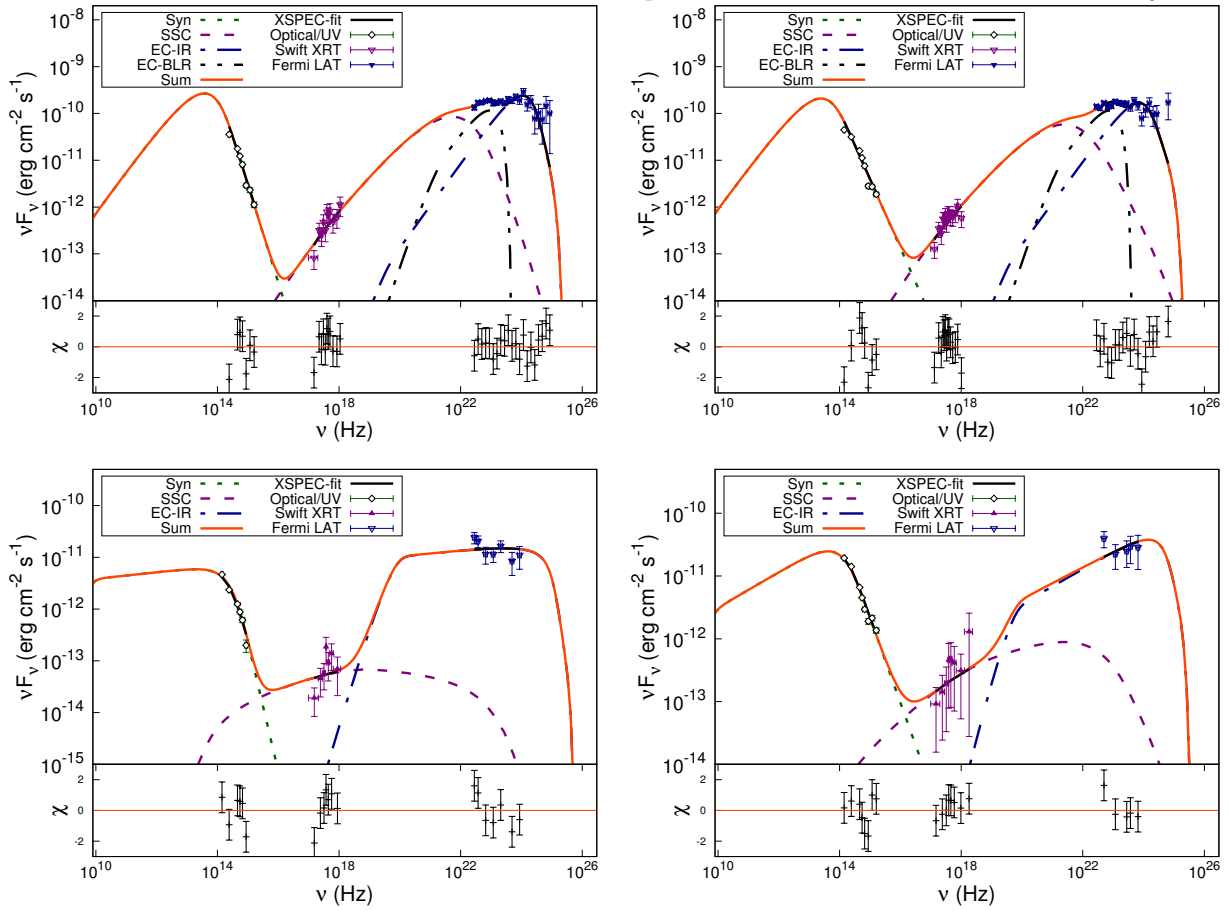 10⁻⁸
10⁻⁹
10⁻¹⁰
10⁻¹¹
10⁻¹²
10⁻¹³
10⁻¹⁴
νFν (erg cm⁻² s⁻¹)
Syn XSPEC-fit
SSC Optical/UV
EC-IR Swift XRT
EC-BLR Fermi LAT
Sum
2
0
-2
χ
10¹⁰ 10¹⁴ 10¹⁸ 10²² 10²⁶
ν (Hz)
10⁻⁸
10⁻⁹
10⁻¹⁰
10⁻¹¹
10⁻¹²
10⁻¹³
10⁻¹⁴
νFν (erg cm⁻² s⁻¹)
Syn XSPEC-fit
SSC Optical/UV
EC-IR Swift XRT
EC-BLR Fermi LAT
Sum
2
0
-2
χ
10¹⁰ 10¹⁴ 10¹⁸ 10²² 10²⁶
ν (Hz)
10⁻¹⁰
10⁻¹¹
10⁻¹²
10⁻¹³
10⁻¹⁴
10⁻¹⁵
νFν (erg cm⁻² s⁻¹)
Syn XSPEC-fit
SSC Optical/UV
EC-IR Swift XRT
Sum Fermi LAT
2
0
-2
χ
10¹⁰ 10¹⁴ 10¹⁸ 10²² 10²⁶
ν (Hz)
10⁻¹⁰
10⁻¹¹
10⁻¹²
10⁻¹³
10⁻¹⁴
νFν (erg cm⁻² s⁻¹)
Syn XSPEC-fit
SSC Optical/UV
EC-IR Swift XRT
Sum Fermi LAT
2
0
-2
χ
10¹⁰ 10¹⁴ 10¹⁸ 10²² 10²⁶
ν (Hz)